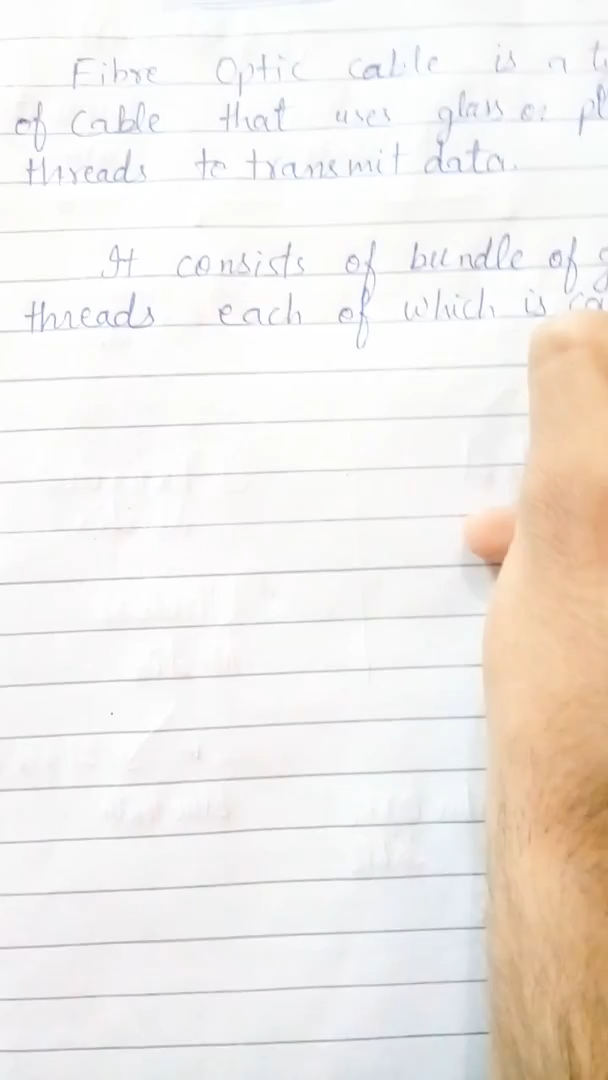 Fibre Optic cable is a
of cable that uses glass or
threads to transmit data.
It consists of bundle of
threads each of which is